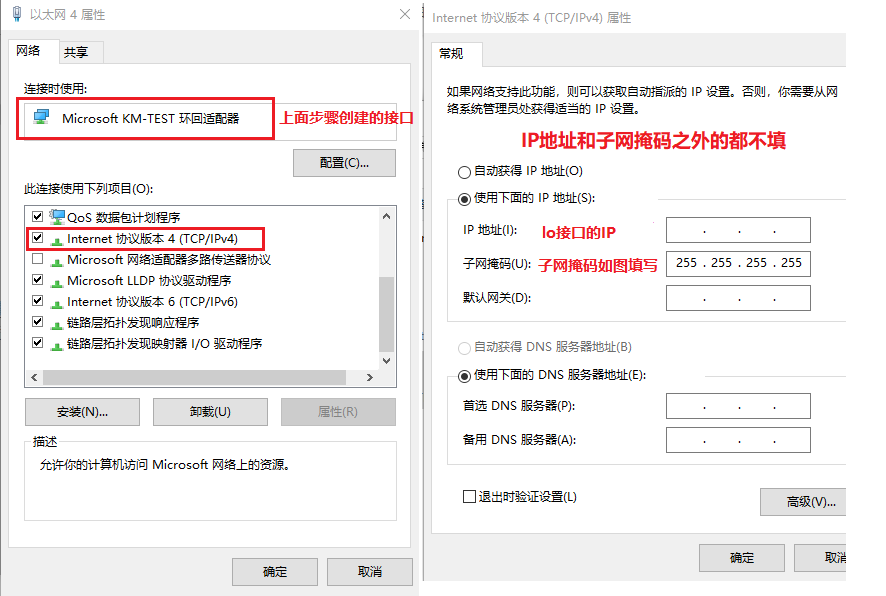 以太网 4 属性
网络
共享
连接时使用:
Microsoft KM-TEST 环回适配器
上面步骤创建的接口
配置(C)...
此连接使用下列项目(O):
QoS 数据包计划程序
Internet 协议版本 4 (TCP/IPv4)
Microsoft 网络适配器多路传送器协议
Microsoft LLDP 协议驱动程序
Internet 协议版本 6 (TCP/IPv6)
链路层拓扑发现响应程序
链路层拓扑发现映射器 I/O 驱动程序
安装(N)...
卸载(U)
属性(R)
描述
允许你的计算机访问 Microsoft 网络上的资源。
确定
取消
Internet 协议版本 4 (TCP/IPv4) 属性
常规
如果网络支持此功能，则可以获取自动指派的 IP 设置。否则，你需要从网
络系统管理员处获得适当的 IP 设置。
IP地址和子网掩码之外的都不填
自动获得 IP 地址(O)
使用下面的 IP 地址(S):
IP 地址(I):
lo接口的IP
子网掩码(U):
子网掩码如图填写
255 . 255 . 255 . 255
默认网关(D):
自动获得 DNS 服务器地址(B)
使用下面的 DNS 服务器地址(E):
首选 DNS 服务器(P):
备用 DNS 服务器(A):
退出时验证设置(L)
高级(V)...
确定
取消